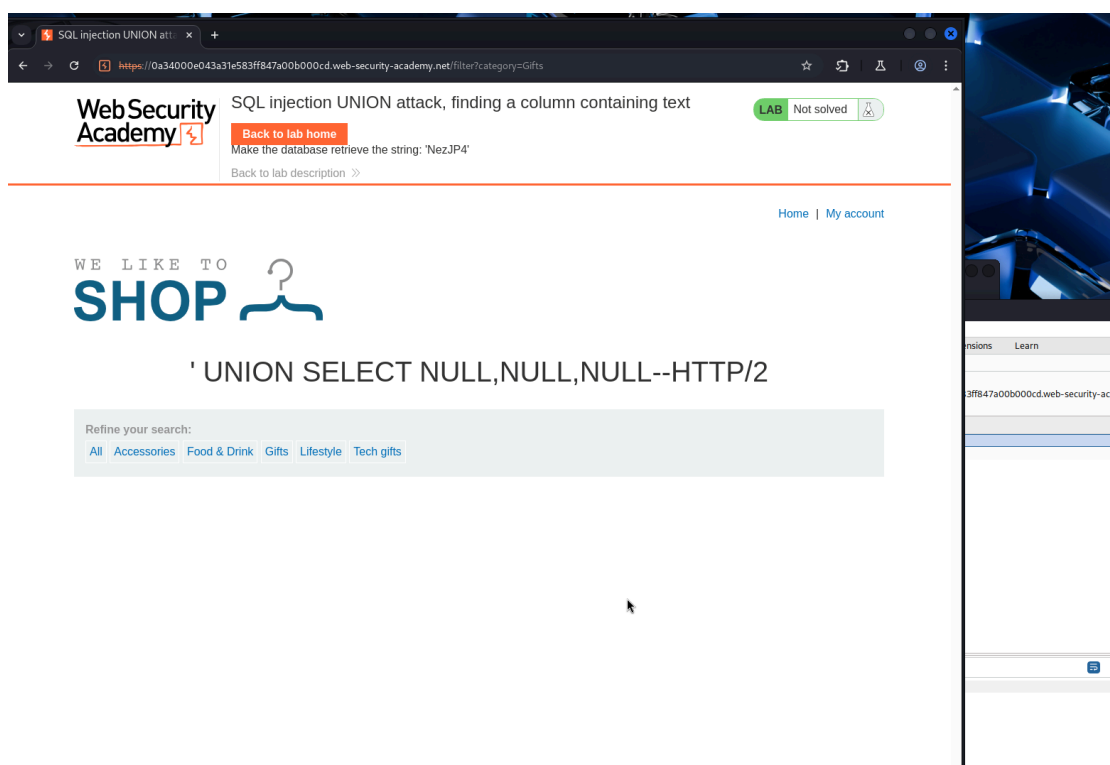 SQL injection UNION atta
https://0a34000e043a31e583ff847a00b000cd.web-security-academy.net/filter?category=Gifts
Web Security
Academy
SQL injection UNION attack, finding a column containing text
LAB Not solved
Back to lab home
Make the database retrieve the string: 'NezJP4'
Back to lab description
Home | My account
WE LIKE TO
SHOP
' UNION SELECT NULL,NULL,NULL--HTTP/2
Refine your search:
All Accessories Food & Drink Gifts Lifestyle Tech gifts
Learn